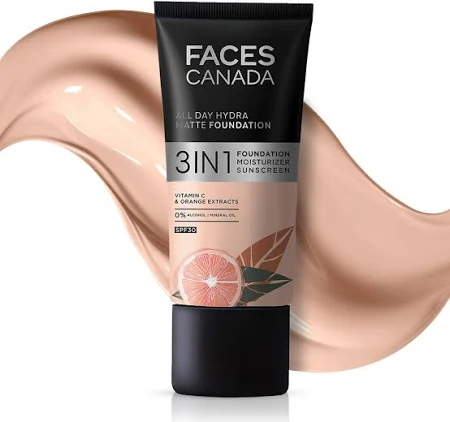 FACES
CANADA
ALL DAY HYDRA
MATTE FOUNDATION
3IN1
FOUNDATION
MOISTURIZER
SUNSCREEN
VITAMIN C
& ORANGE EXTRACTS
0% ALCOHOL | MINERAL OIL
SPF30